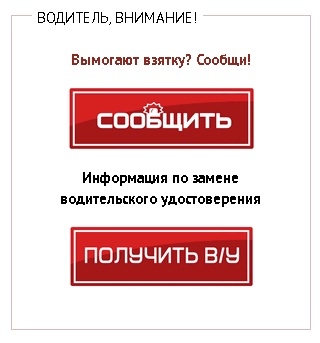 ВОДИТЕЛЬ, ВНИМАНИЕ!
Вымогают взятку? Сообщи!
СООБЩИТЬ
Информация по замене
водительского удостоверения
ПОЛУЧИТЬ В/У